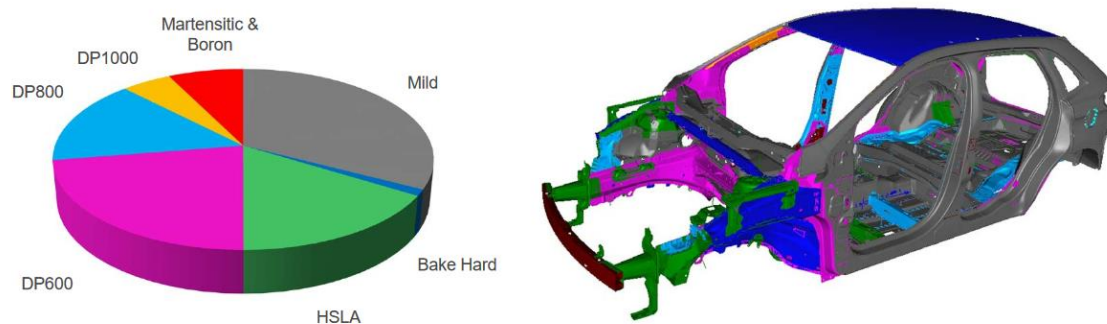 Martensitic &
Boron
DP1000
Mild
DP800
Bake Hard
DP600
HSLA